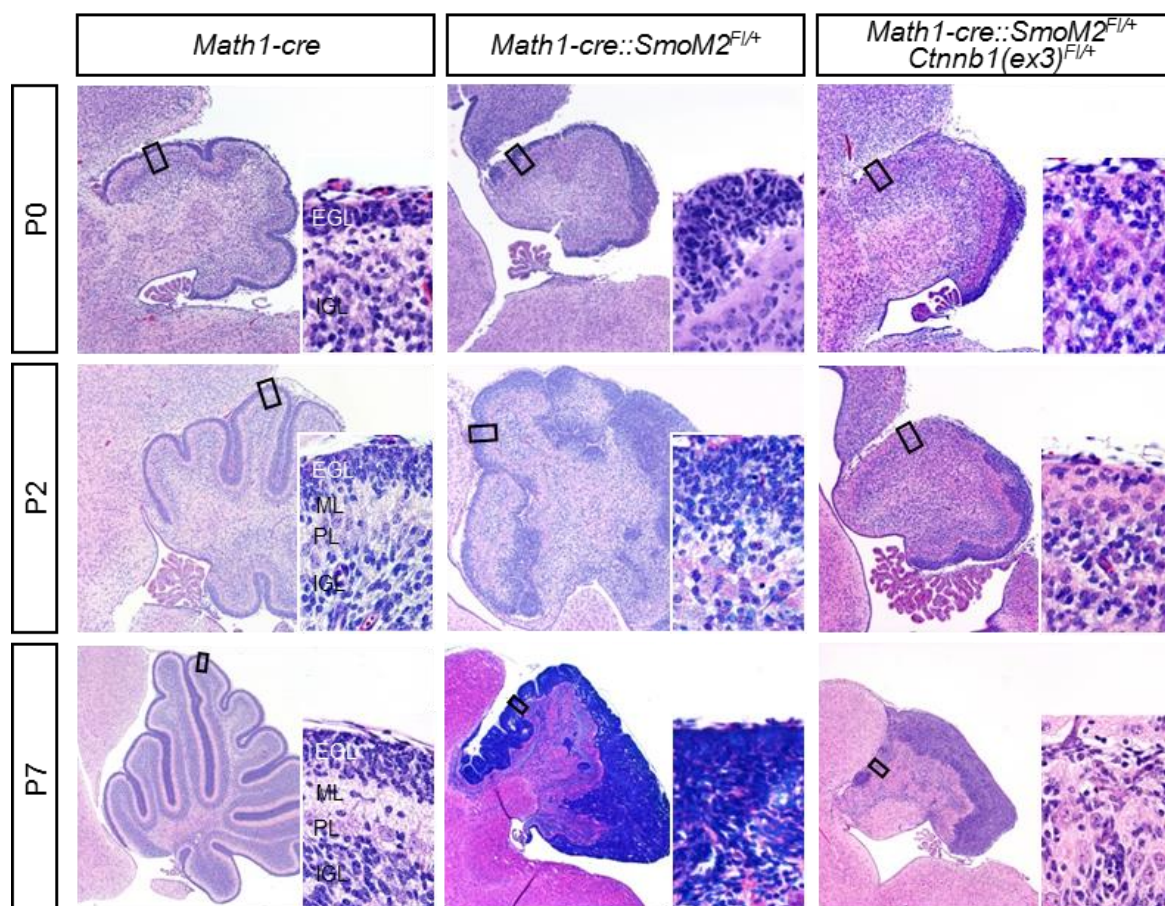 Math1-cre
Math1-cre::SmoM2Fl/+
Math1-cre::SmoM2Fl/+
Ctnnb1(ex3)Fl/+
P0
EGL
IGL
P2
EGL
ML
PL
IGL
P7
EGL
ML
PL
IGL